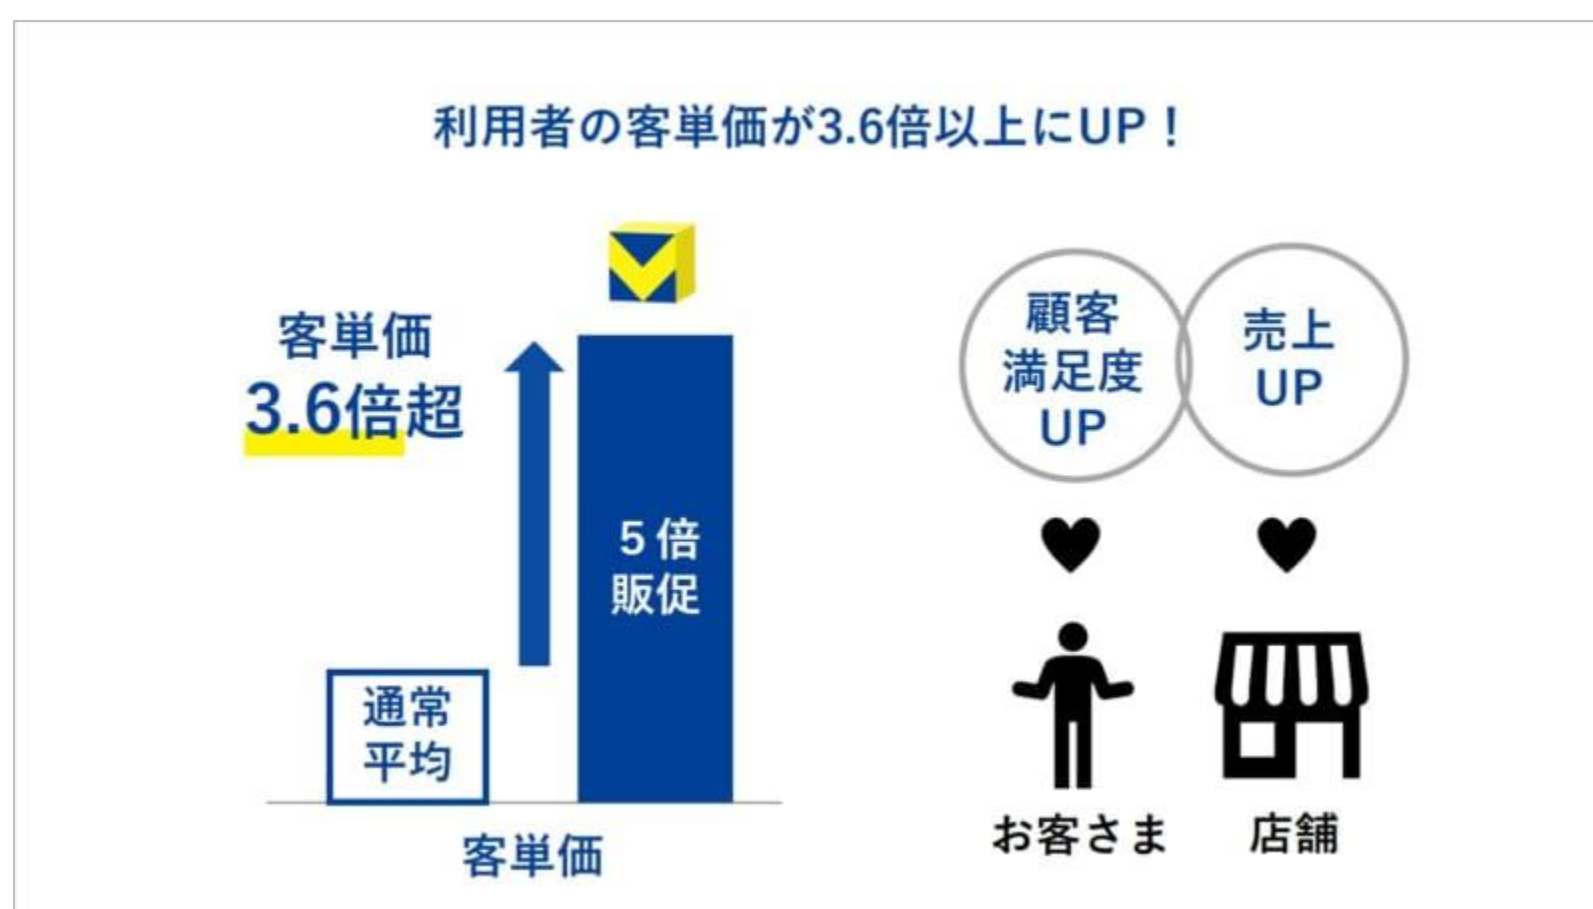 利用者の客単価が3.6倍以上にUP！
客単価
3.6倍超
5倍
販促
通常
平均
客単価
顧客
満足度
UP
売上
UP
お客さま
店舗